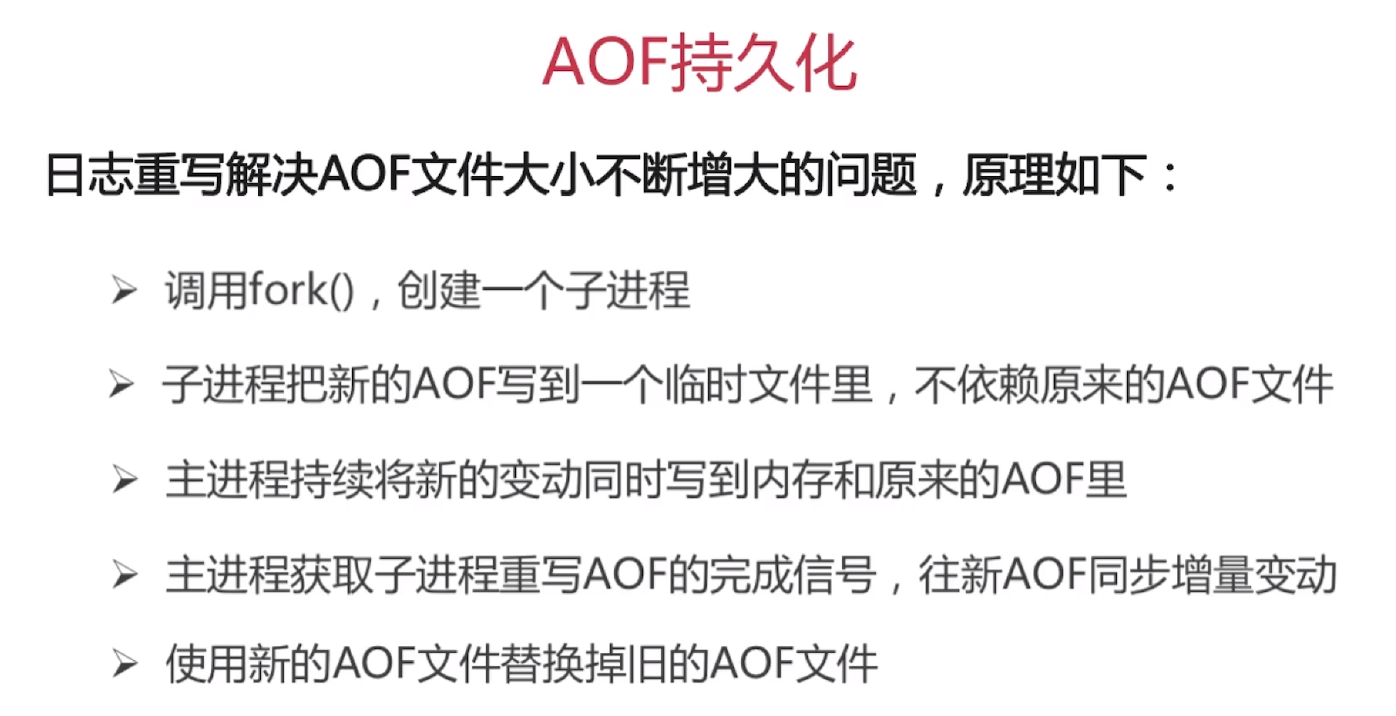 AOF持久化
日志重写解决AOF文件大小不断增大的问题，原理如下：
➢ 调用fork()，创建一个子进程
➢ 子进程把新的AOF写到一个临时文件里，不依赖原来的AOF文件
➢ 主进程持续将新的变动同时写到内存和原来的AOF里
➢ 主进程获取子进程重写AOF的完成信号，往新AOF同步增量变动
➢ 使用新的AOF文件替换掉旧的AOF文件